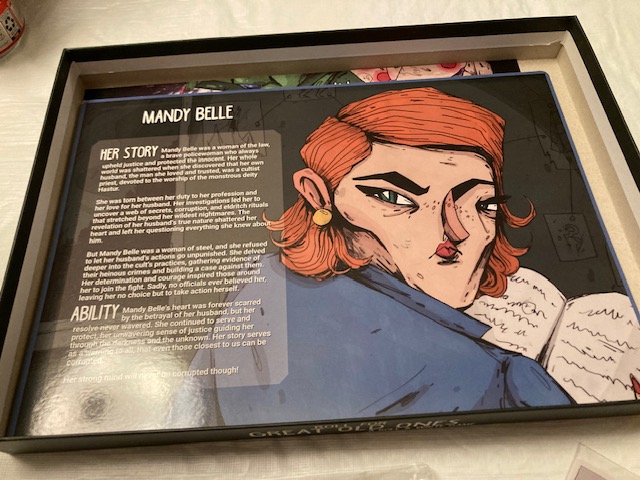 MANDY BELLE
HER STORY Mandy Belle was a woman of the law,
a brave policewoman who always
upheld justice and protected the innocent. Her whole
world was shattered when she discovered that her own
husband, the man she loved and trusted, was a cultist
priest, devoted to the worship of the monstrous deity
Hastur.
She was torn between her duty to her profession and
her love for her husband. Her investigations led her to
uncover a web of secrets, corruption, and eldritch rituals
that stretched beyond her wildest nightmares. The
revelation of her husband's true nature shattered her
heart and left her questioning everything she knew about
him.
But Mandy Belle was a woman of steel, and she refused
to let her husband's actions go unpunished. She delved
deeper into the cult's practices, gathering evidence of
their heinous crimes and building a case against them.
Her determination and courage inspired those around
her to join the fight. Sadly, no officials ever believed her,
leaving her no choice but to take action herself.
ABILITY Mandy Belle's heart was forever scarred
by the betrayal of her husband, but her
resolve never wavered. She continued to serve and
protect, her unwavering sense of justice guiding her
through the darkness and the unknown. Her story serves
as a warning to all, that even those closest to us can be
corrupted.
Her strong mind will never be corrupted though!
GREAT OLD ONES